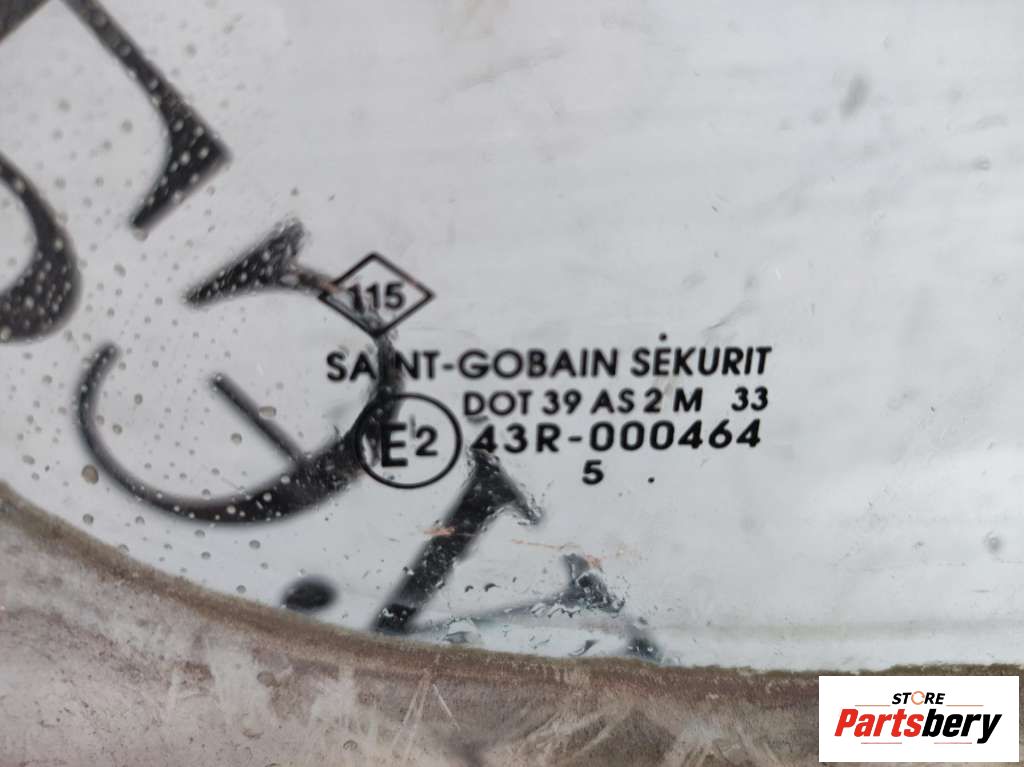 115
SAINT-GOBAIN SEKURIT
DOT 39 AS 2 M 33
E2 43R-000464
5 .
STORE
Partsbery